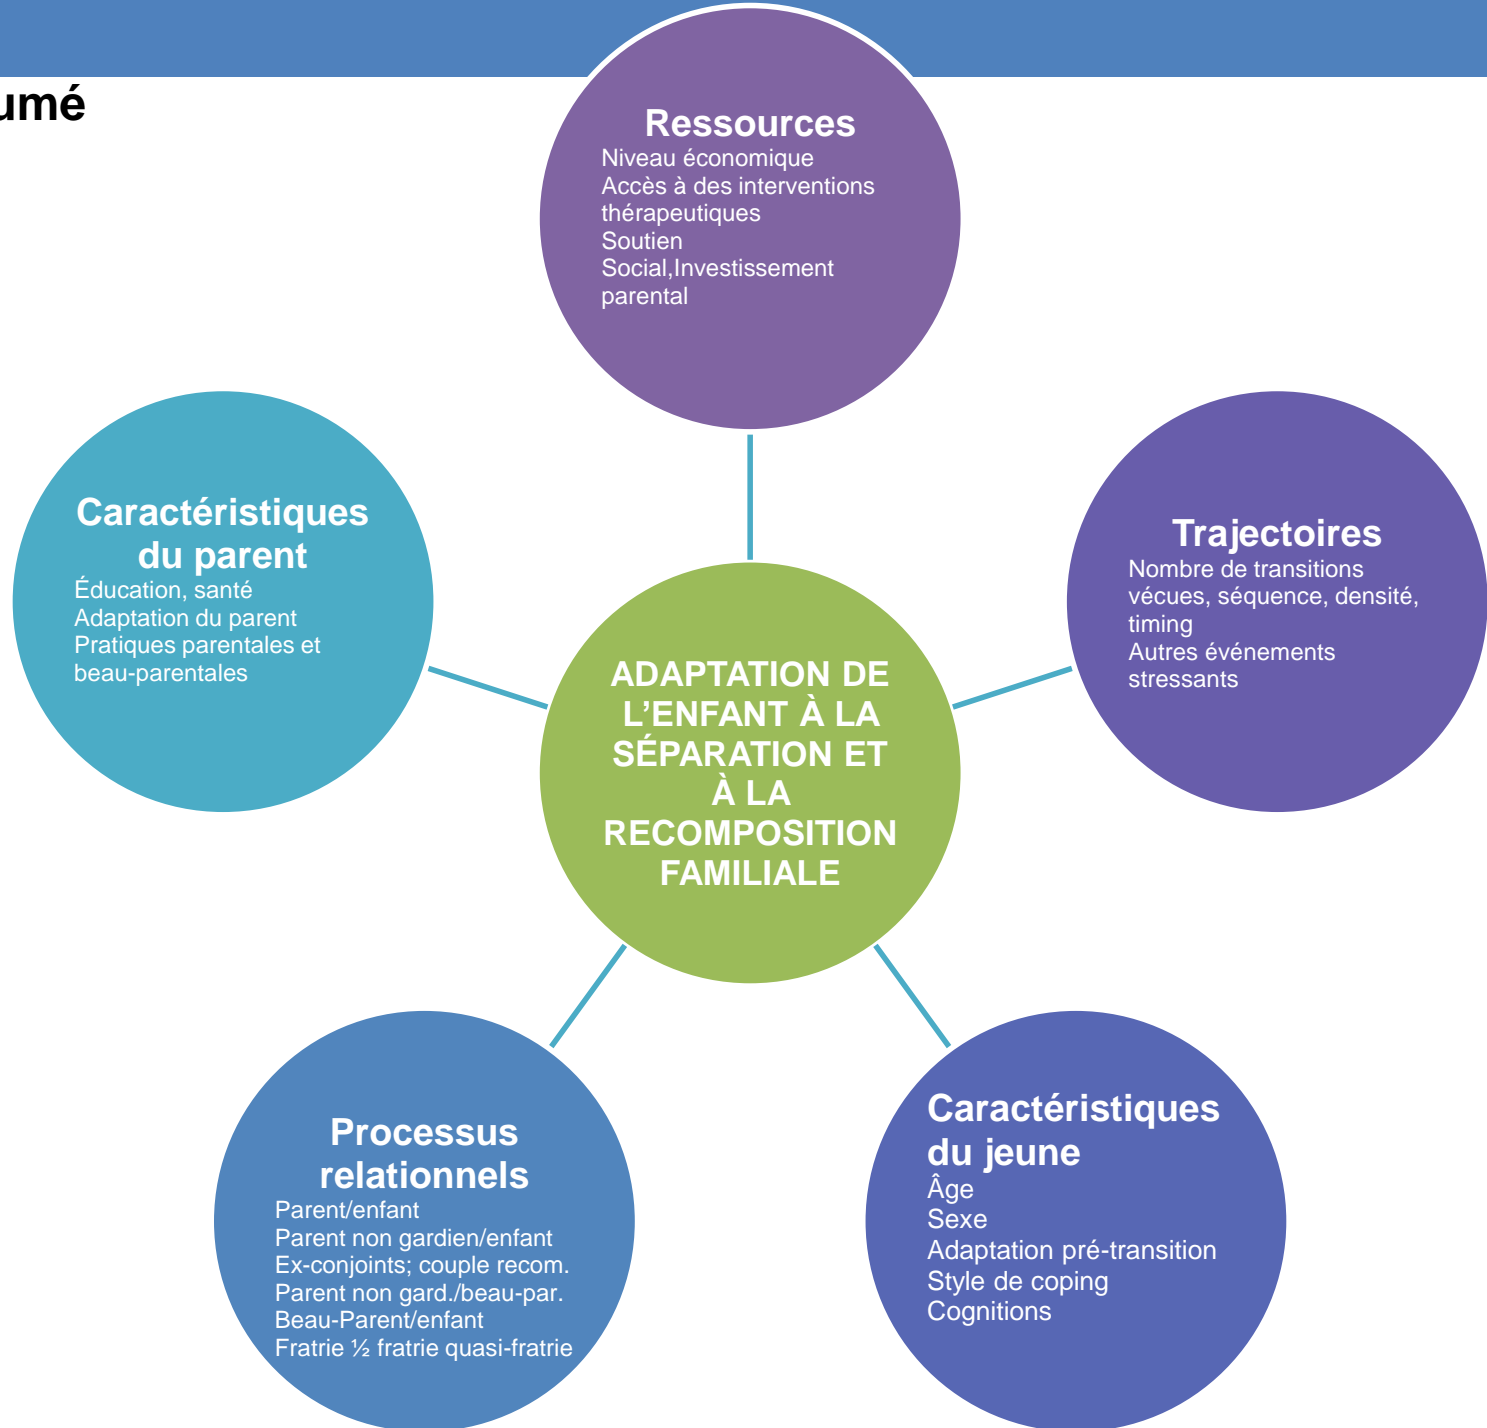 umé
Ressources
Niveau économique
Accès à des interventions
thérapeutiques
Soutien
Social,Investissement
parental
Caractéristiques
du parent
Éducation, santé
Adaptation du parent
Pratiques parentales et
beau-parentales
Trajectoires
Nombre de transitions
vécues, séquence, densité,
timing
Autres événements
stressants
ADAPTATION DE
L’ENFANT À LA
SÉPARATION ET
À LA
RECOMPOSITION
FAMILIALE
Processus
relationnels
Parent/enfant
Parent non gardien/enfant
Ex-conjoints; couple recom.
Parent non gard./beau-par.
Beau-Parent/enfant
Fratrie ½ fratrie quasi-fratrie
Caractéristiques
du jeune
Âge
Sexe
Adaptation pré-transition
Style de coping
Cognitions